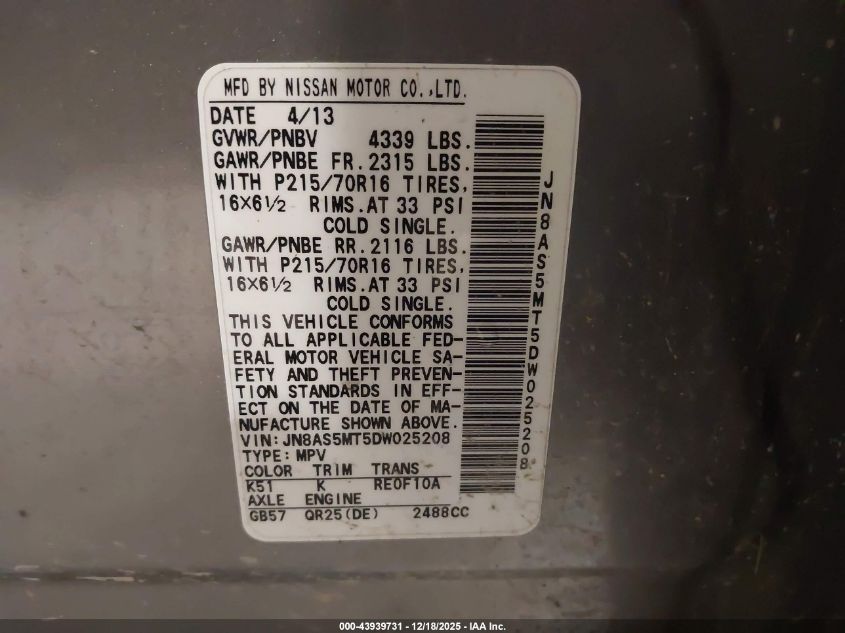 MFD BY NISSAN MOTOR CO.,LTD.
DATE 4/13
GVWR/PNBV 4339 LBS.
GAWR/PNBE FR. 2315 LBS.
WITH P215/70R16 TIRES,
16X6½ RIMS. AT 33 PSI
COLD SINGLE.
GAWR/PNBE RR. 2116 LBS.
WITH P215/70R16 TIRES,
16X6½ RIMS. AT 33 PSI
COLD SINGLE.
THIS VEHICLE CONFORMS
TO ALL APPLICABLE FED-
ERAL MOTOR VEHICLE SA-
FETY AND THEFT PREVEN-
TION STANDARDS IN EFF-
ECT ON THE DATE OF MA-
NUFACTURE SHOWN ABOVE.
VIN:JN8AS5MT5DW025208
TYPE: MPV
COLOR TRIM TRANS
K51 K RE0F10A
AXLE ENGINE
GB57 QR25(DE) 2488CC
JN8AS5MT5DW025208
000-43939731 - 12/18/2025 - IAA Inc.